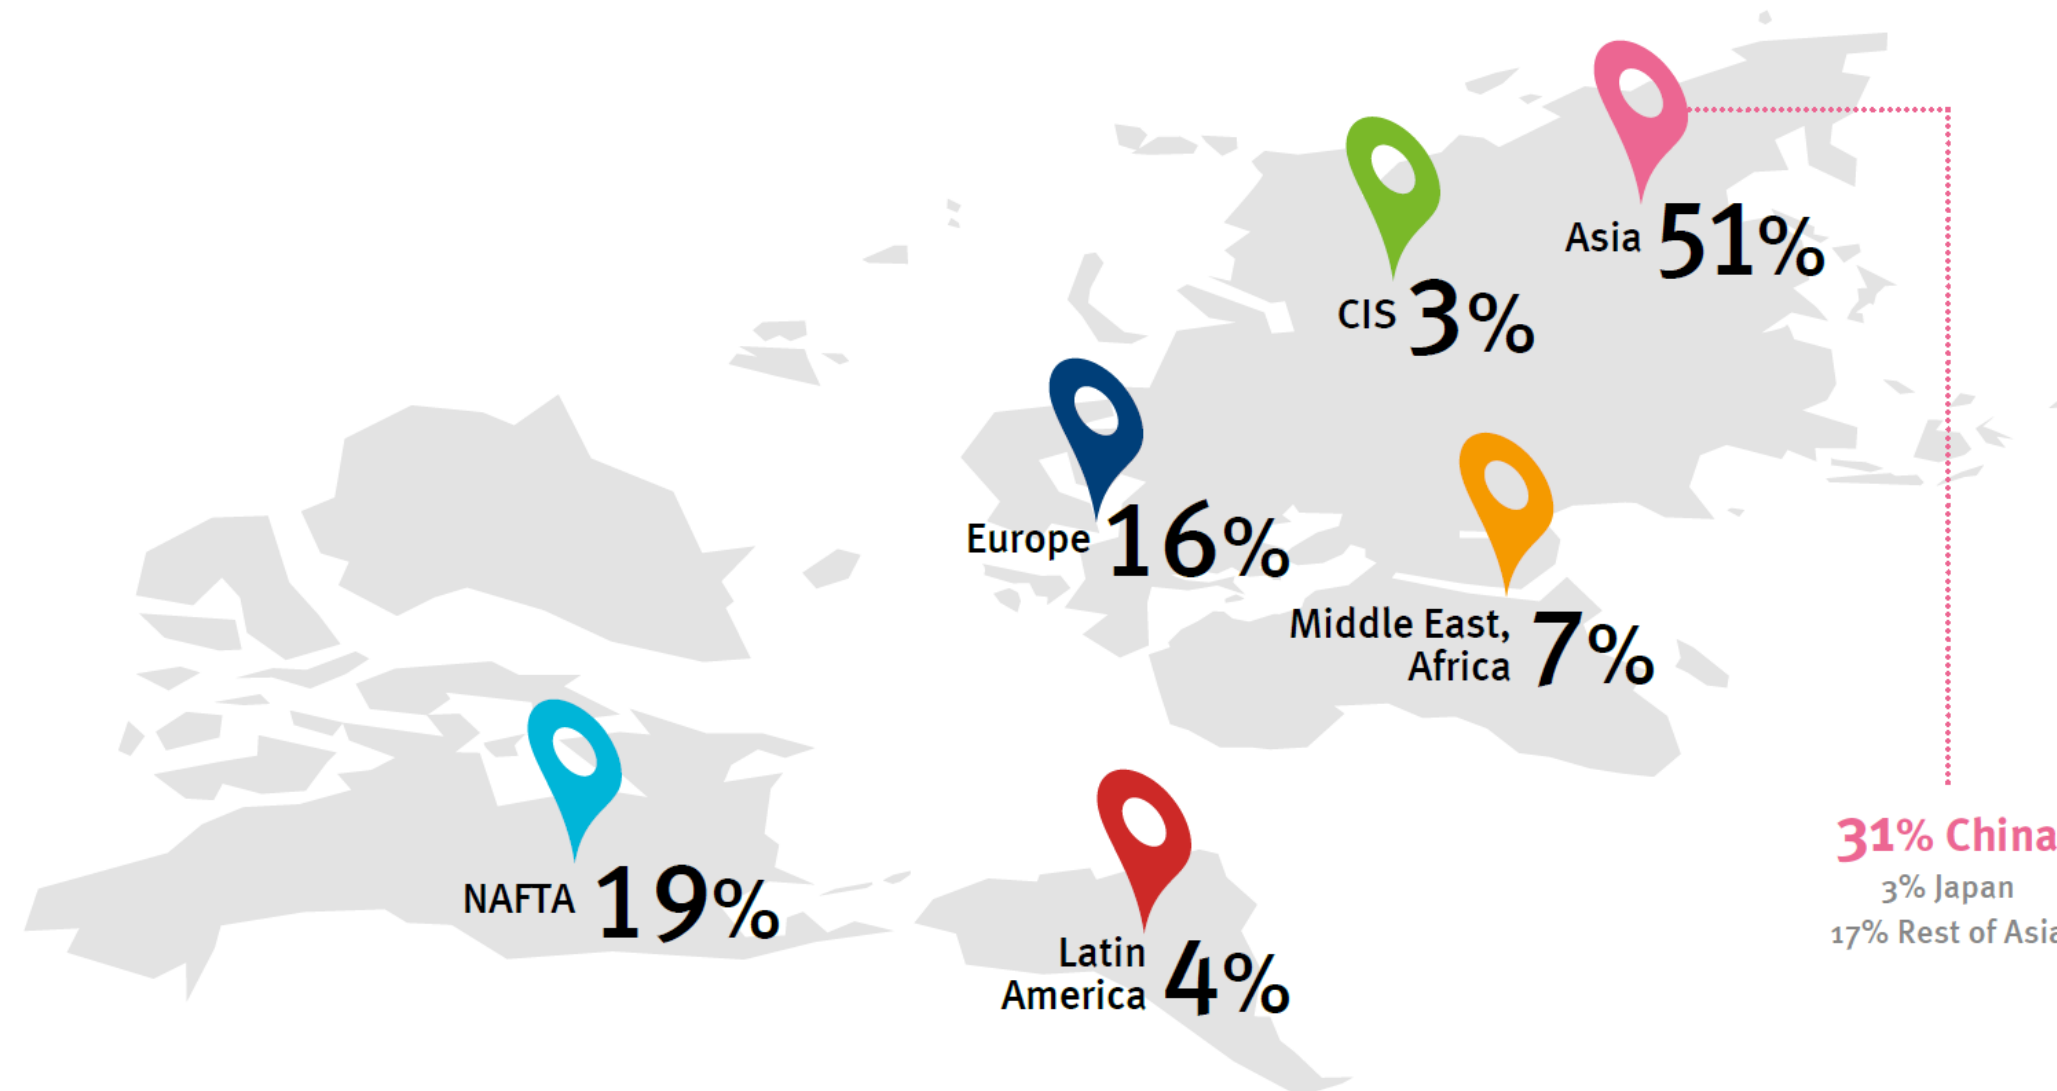 Asia 51%
CIS 3%
Europe 16%
Middle East,
Africa 7%
NAFTA 19%
Latin
America 4%
31% China
3% Japan
17% Rest of Asia